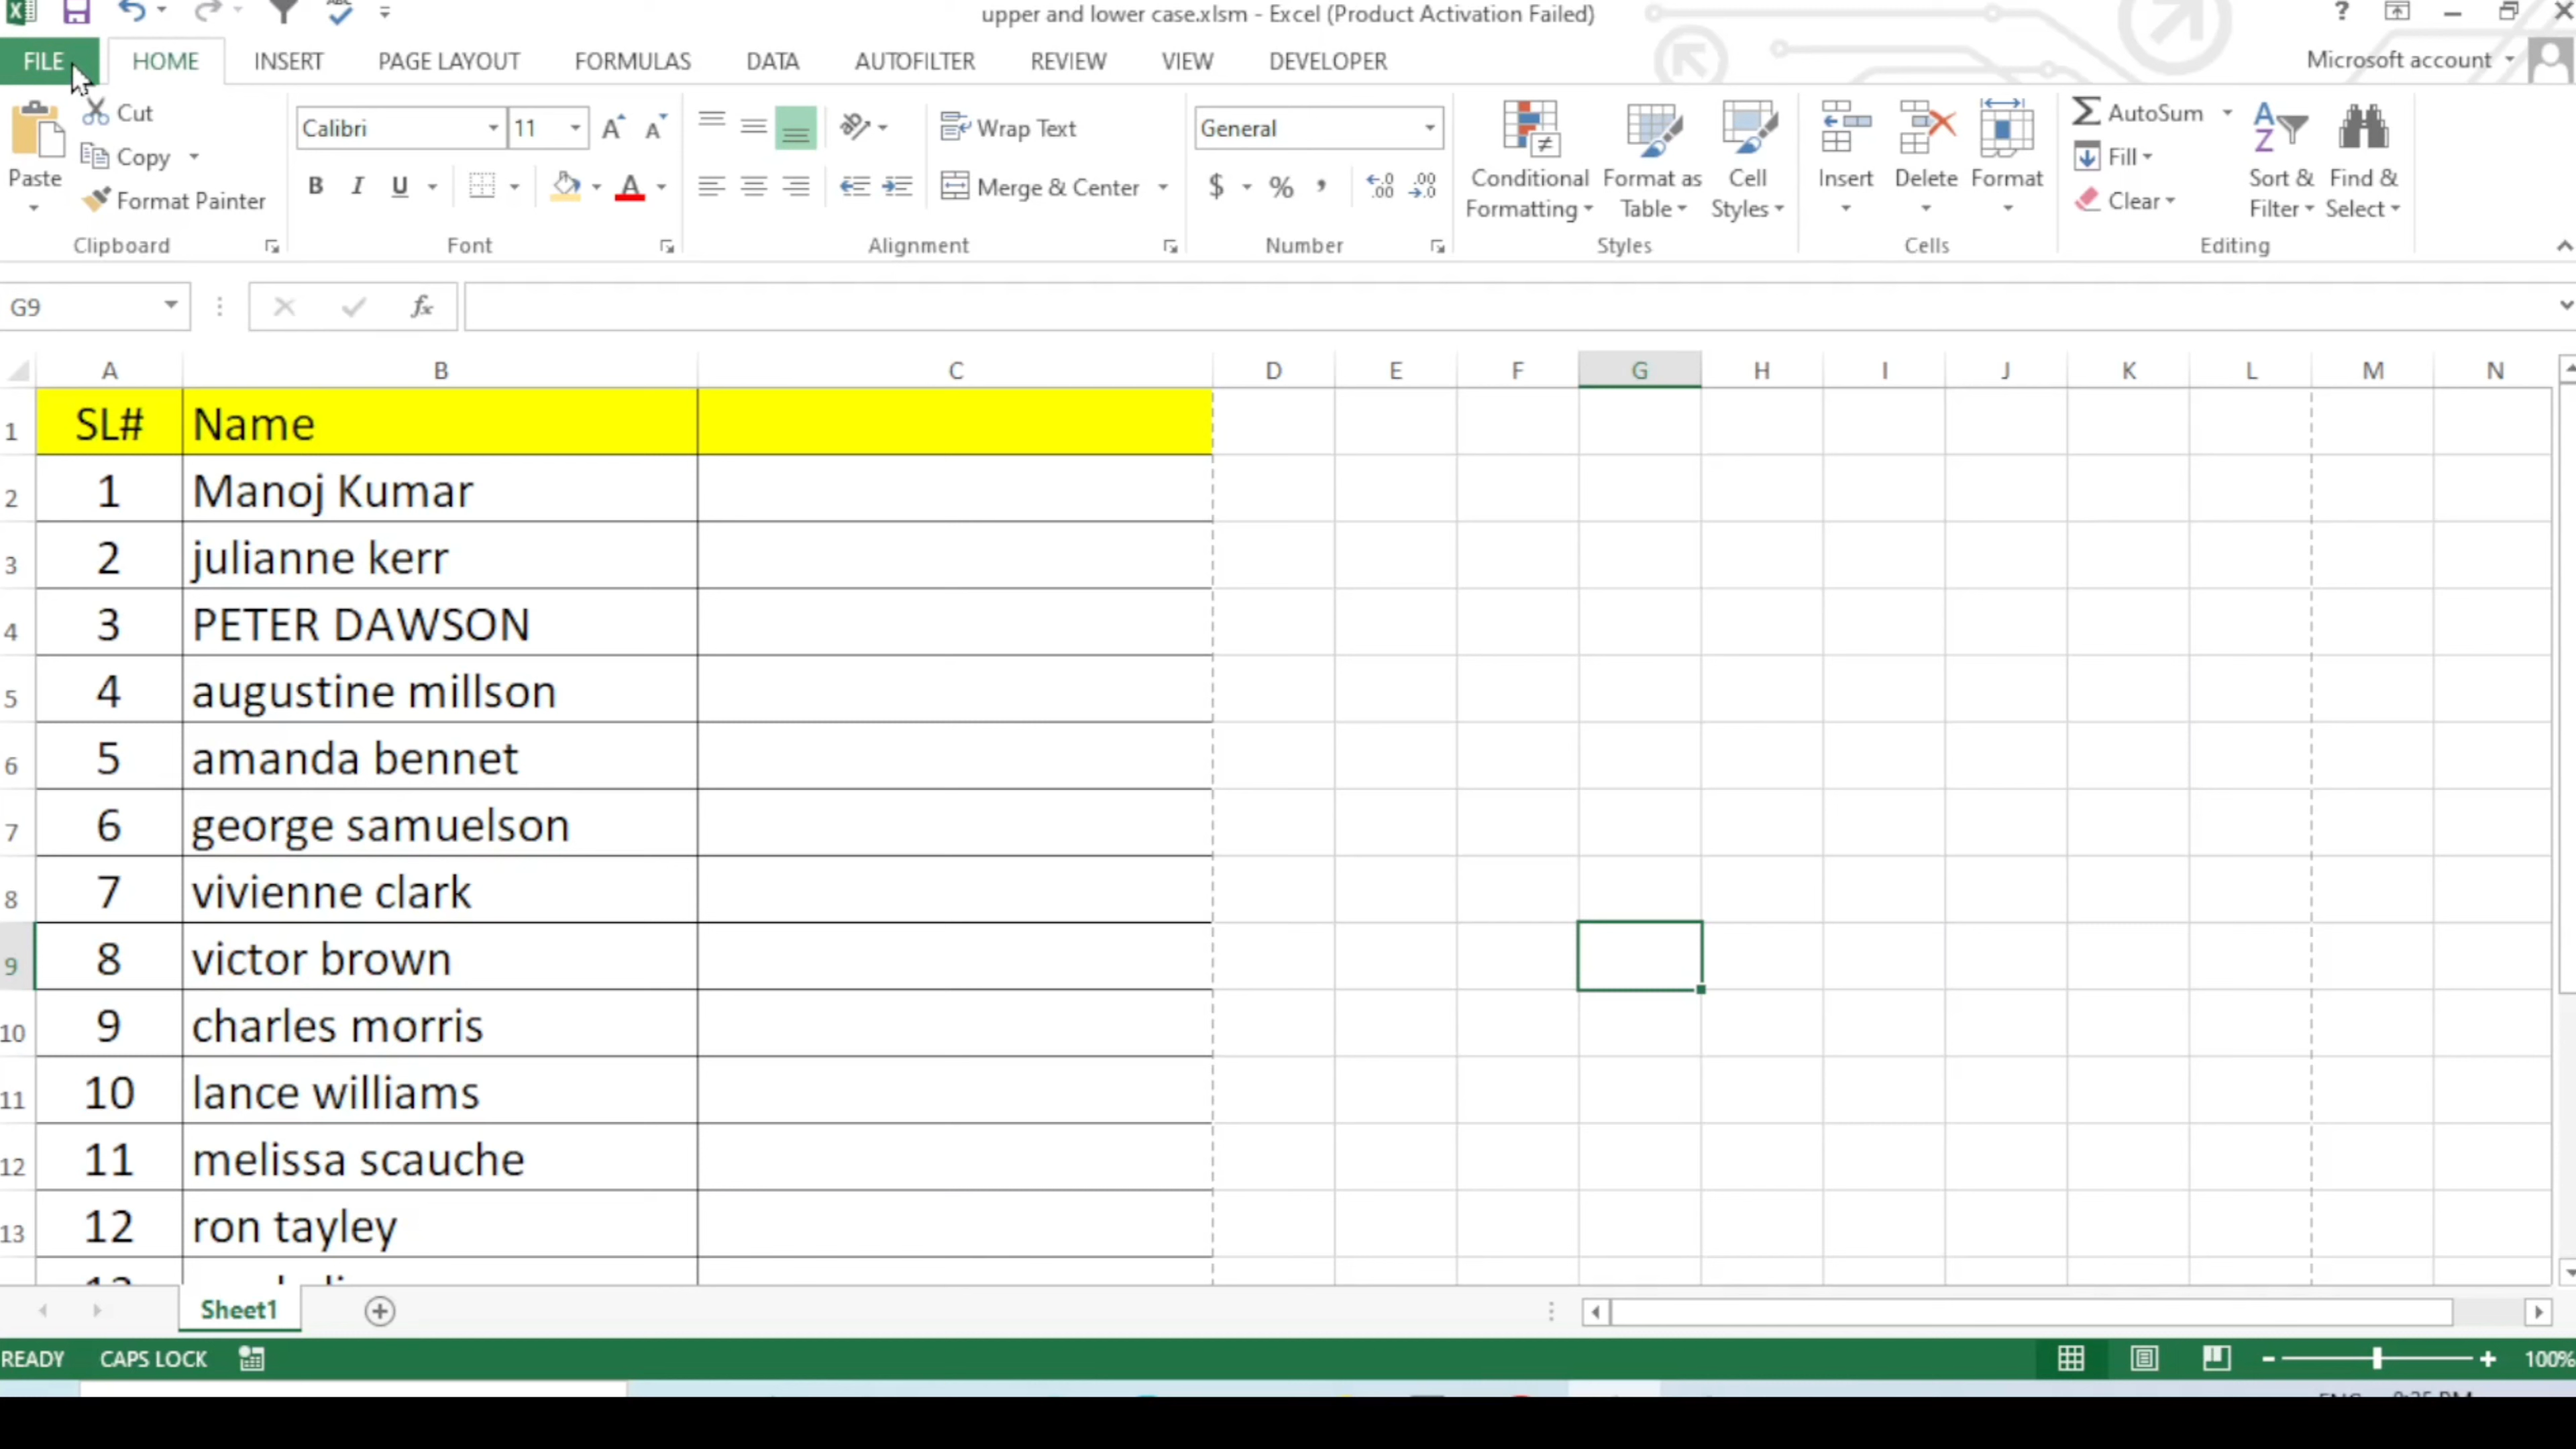 upper and lower case.xlsm - Excel (Product Activation Failed)
?
FILE HOME INSERT PAGE LAYOUT FORMULAS DATA AUTOFILTER REVIEW VIEW DEVELOPER
Microsoft account
Paste
Cut
Copy
Format Painter
Clipboard
Calibri 11
B I U
Font
Wrap Text
Merge & Center
Alignment
General
$ % ,
Number
Conditional Formatting
Format as Table
Cell Styles
Styles
Insert
Delete
Format
Cells
AutoSum
Fill
Clear
Sort & Filter
Find & Select
Editing
G9
fx
A B C D E F G H I J K L M N
1 SL# Name
2 1 Manoj Kumar
3 2 julianne kerr
4 3 PETER DAWSON
5 4 augustine millson
6 5 amanda bennet
7 6 george samuelson
8 7 vivienne clark
9 8 victor brown
10 9 charles morris
11 10 lance williams
12 11 melissa scauche
13 12 ron tayley
Sheet1
READY CAPS LOCK
100%